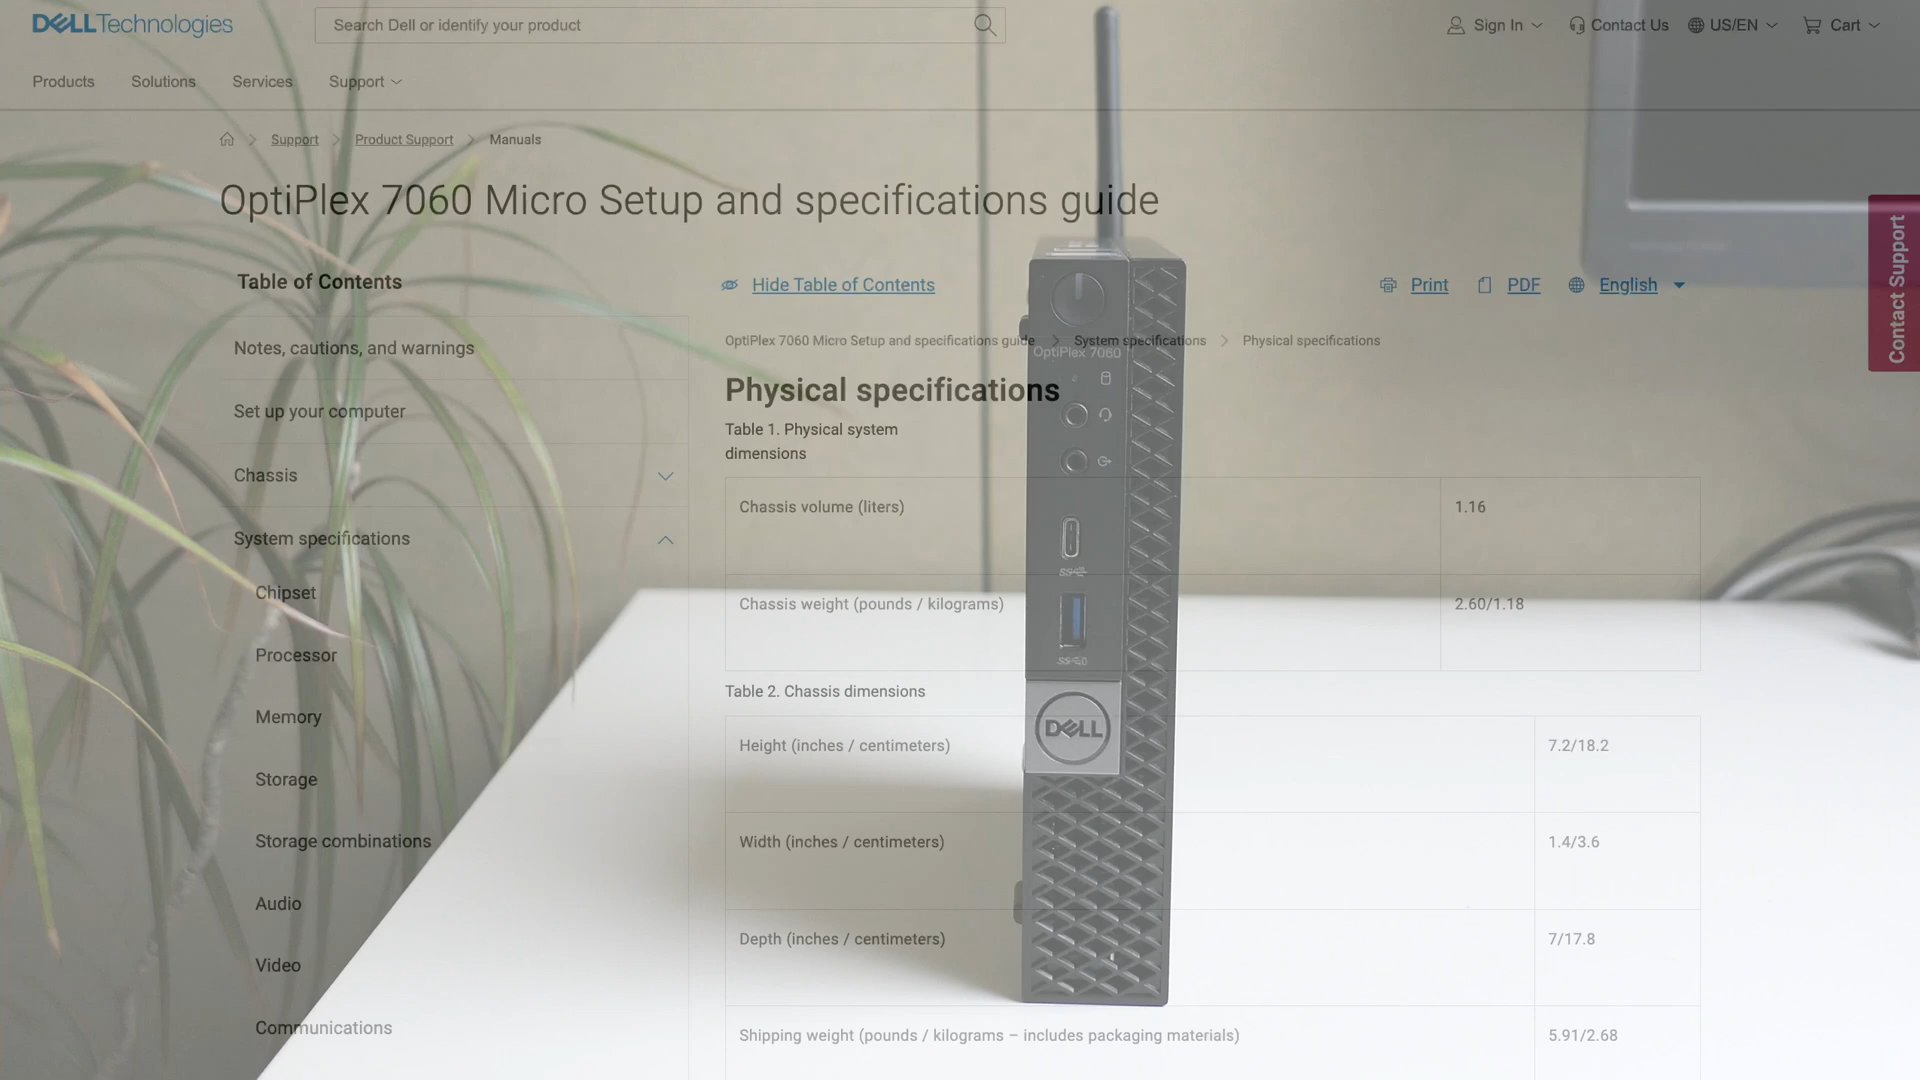 DELL Technologies
Search Dell or identify your product
Sign In
Contact Us
US/EN
Cart
Products
Solutions
Services
Support
Support
Product Support
Manuals
OptiPlex 7060 Micro Setup and specifications guide
Contact Support
Table of Contents
Hide Table of Contents
Print
PDF
English
Notes, cautions, and warnings
Set up your computer
Chassis
System specifications
Chipset
Processor
Memory
Storage
Storage combinations
Audio
Video
Communications
OptiPlex 7060 Micro Setup and specifications guide
System specifications
Physical specifications
OptiPlex 7060
Physical specifications
Table 1. Physical system
dimensions
Chassis volume (liters)
1.16
Chassis weight (pounds / kilograms)
2.60/1.18
Table 2. Chassis dimensions
DELL
Height (inches / centimeters)
7.2/18.2
Width (inches / centimeters)
1.4/3.6
Depth (inches / centimeters)
7/17.8
Shipping weight (pounds / kilograms – includes packaging materials)
5.91/2.68